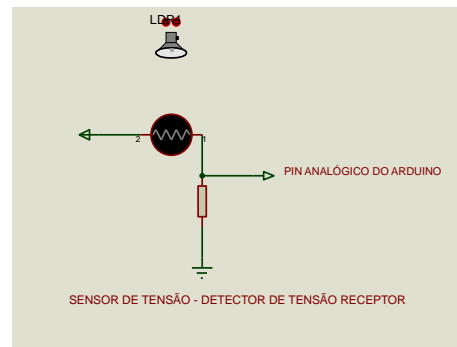 LDR1
2
1
PIN ANALÓGICO DO ARDUINO
SENSOR DE TENSÃO - DETECTOR DE TENSÃO RECEPTOR